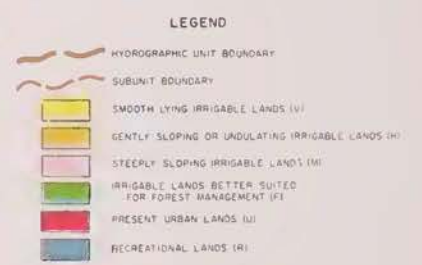 LEGEND
HYDROGRAPHIC UNIT BOUNDARY
SUBUNIT BOUNDARY
SMOOTH LYING IRRIGABLE LANDS (V)
GENTLY SLOPING OR UNDULATING IRRIGABLE LANDS (H)
STEEPLY SLOPING IRRIGABLE LANDS (M)
IRRIGABLE LANDS BETTER SUITED
FOR FOREST MANAGEMENT (F)
PRESENT URBAN LANDS (U)
RECREATIONAL LANDS (R)